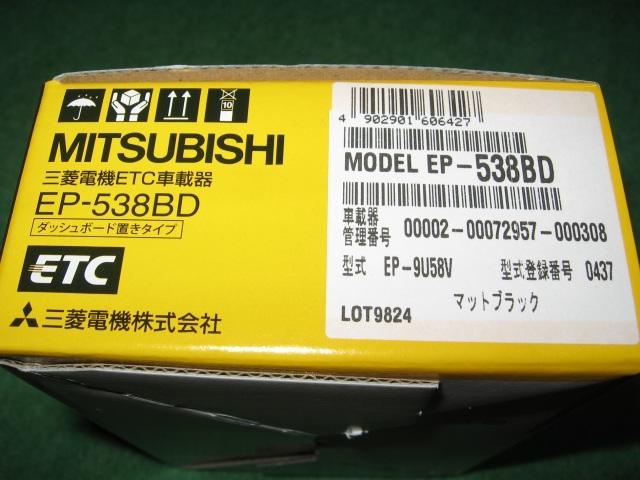 10
MITSUBISHI
三菱電機ETC車載器
EP-538BD
ダッシュボード置きタイプ
ETC
三菱電機株式会社
4 902901 606427
MODEL EP-538BD
車載器
管理番号 00002-00072957-000308
型式 EP-9U58V 型式登録番号 0437
マットブラック
LOT9824